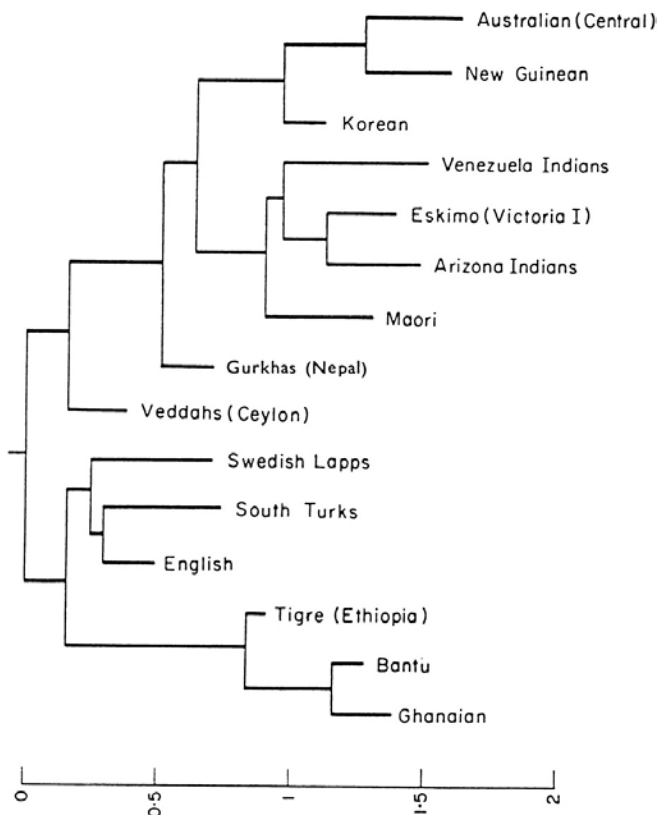 Australian (Central)
New Guinean
Korean
Venezuela Indians
Eskimo (Victoria I)
Arizona Indians
Maori
Gurkhas (Nepal)
Veddahs (Ceylon)
Swedish Lapps
South Turks
English
Tigre (Ethiopia)
Bantu
Ghanaian
0 0·5 1 1·5 2